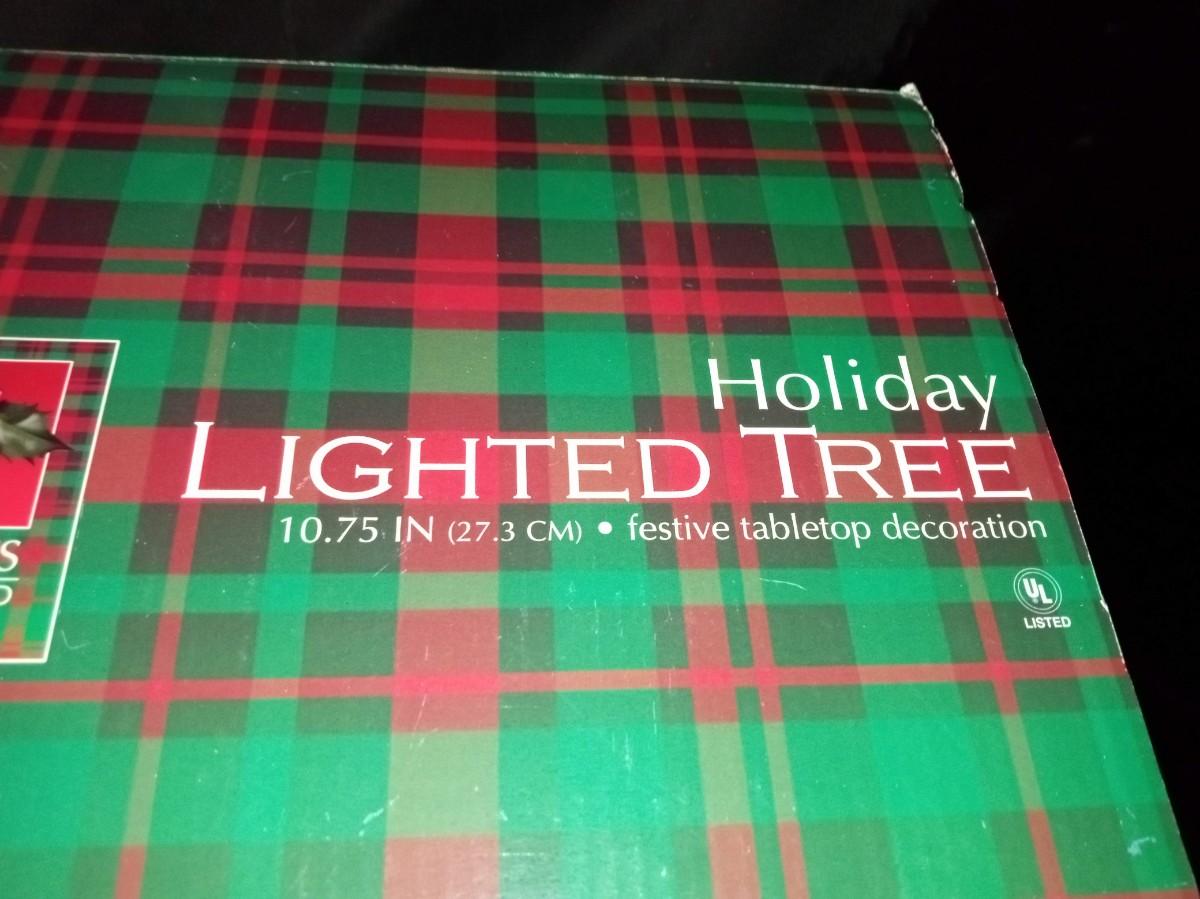 Holiday
LIGHTED TREE
10.75 IN (27.3 CM) • festive tabletop decoration
UL
LISTED